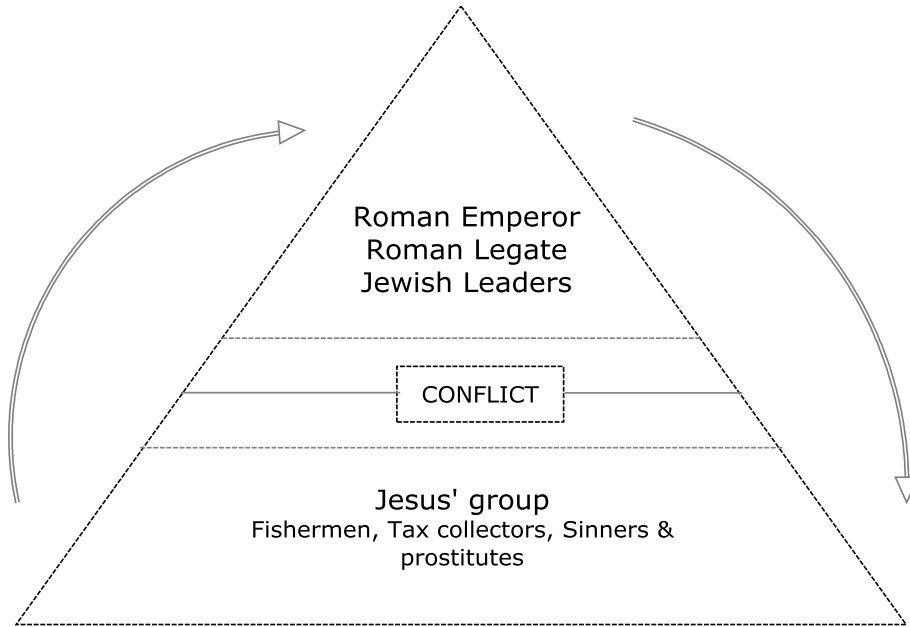 Roman Emperor
Roman Legate
Jewish Leaders
CONFLICT
Jesus' group
Fishermen, Tax collectors, Sinners &
prostitutes